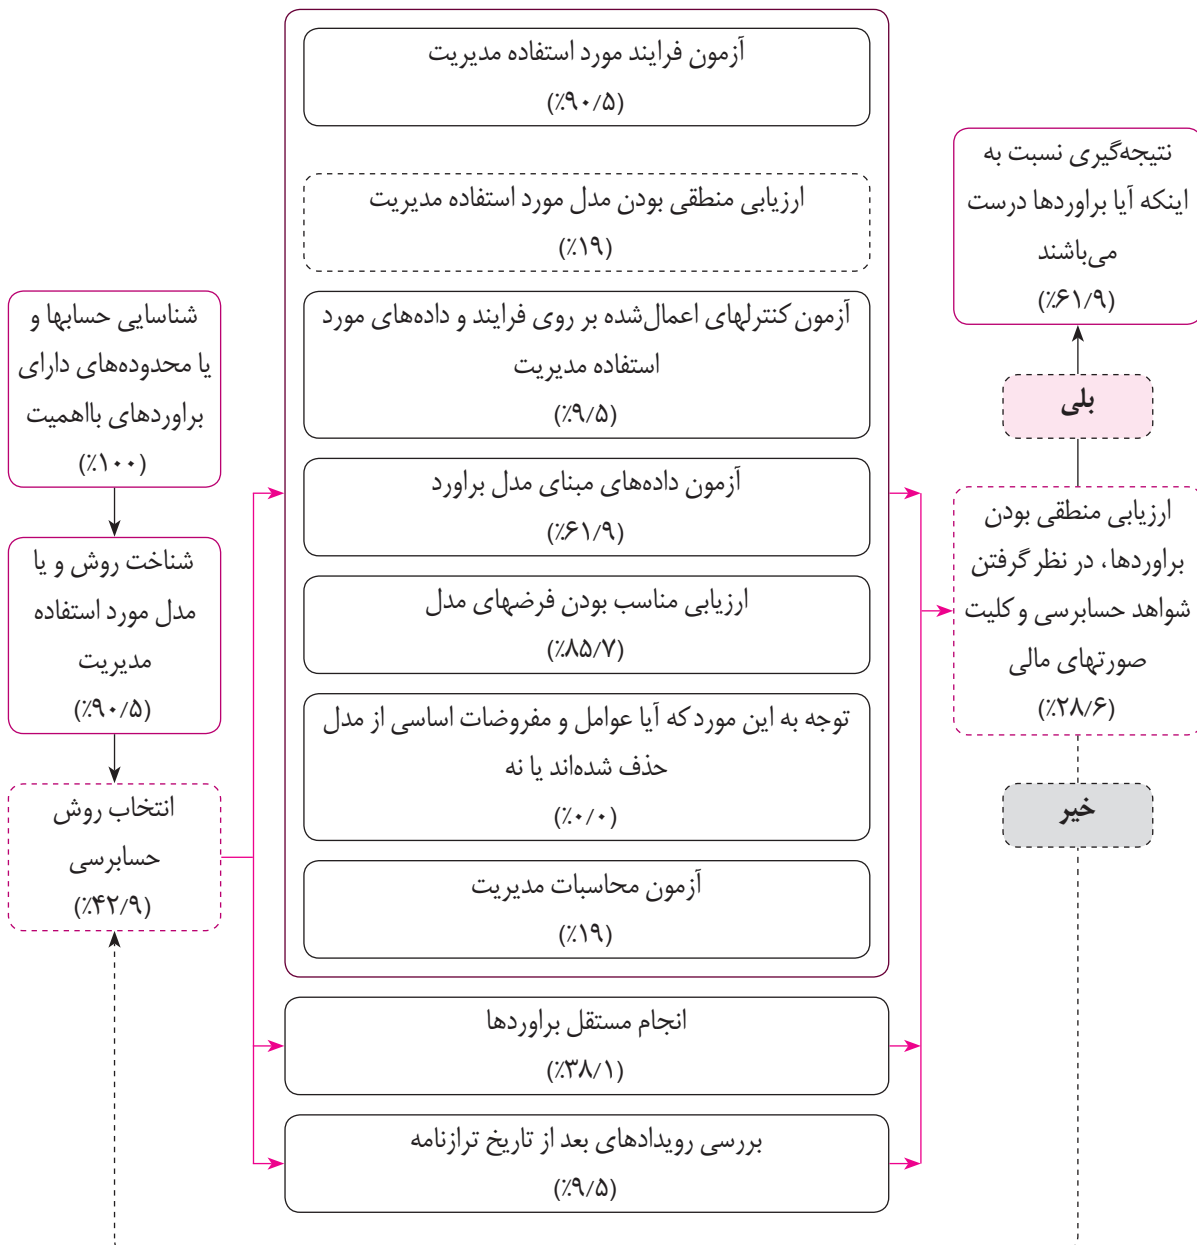 آزمون فرایند مورد استفاده مدیریت
(٪۹۰/۵)
ارزیابی منطقی بودن مدل مورد استفاده مدیریت
(٪۱۹)
آزمون کنترلهای اعمال‌شده بر روی فرایند و داده‌های مورد
استفاده مدیریت
(٪۹/۵)
آزمون داده‌های مبنای مدل براورد
(٪۶۱/۹)
ارزیابی مناسب بودن فرضهای مدل
(٪۸۵/۷)
توجه به این مورد که آیا عوامل و مفروضات اساسی از مدل
حذف شده‌اند یا نه
(٪۰/۰)
آزمون محاسبات مدیریت
(٪۱۹)
انجام مستقل براوردها
(٪۳۸/۱)
بررسی رویدادهای بعد از تاریخ ترازنامه
(٪۹/۵)
نتیجه‌گیری نسبت به
اینکه آیا براوردها درست
می‌باشند
(٪۶۱/۹)
بلی
ارزیابی منطقی بودن
براوردها، در نظر گرفتن
شواهد حسابرسی و کلیت
صورتهای مالی
(٪۲۸/۶)
خیر
شناسایی حسابها و
یا محدوده‌های دارای
براوردهای بااهمیت
(٪۱۰۰)
شناخت روش و یا
مدل مورد استفاده
مدیریت
(٪۹۰/۵)
انتخاب روش
حسابرسی
(٪۴۲/۹)